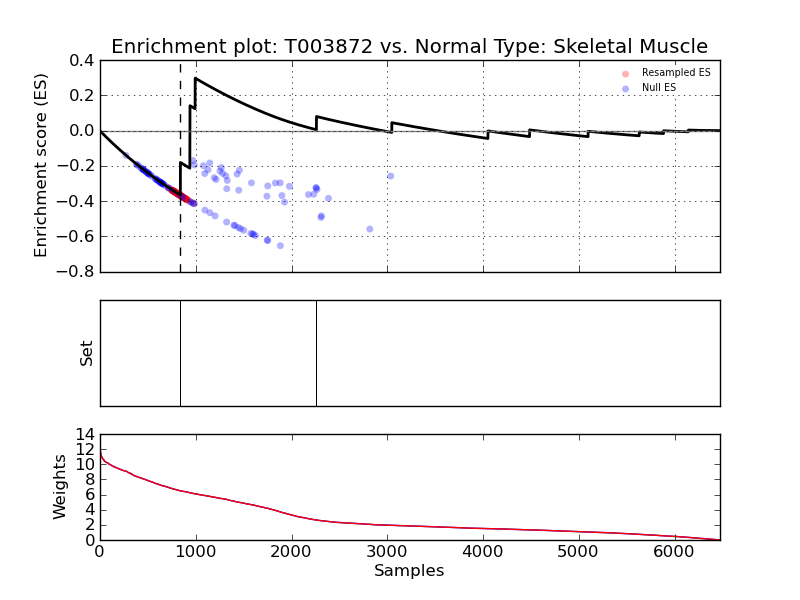 Enrichment plot: T003872 vs. Normal Type: Skeletal Muscle
Enrichment score (ES)
0.4
0.2
0.0
−0.2
−0.4
−0.6
−0.8
Resampled ES
Null ES
Set
Weights
14
12
10
8
6
4
2
0
0 1000 2000 3000 4000 5000 6000
Samples